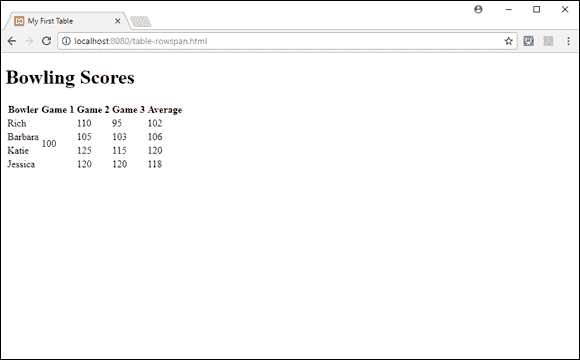 My First Table
localhost:8080/table-rowspan.html
Bowling Scores
Bowler Game 1 Game 2 Game 3 Average
Rich 110 95 102
Barbara 105 103 106
100
Katie 125 115 120
Jessica 120 120 118